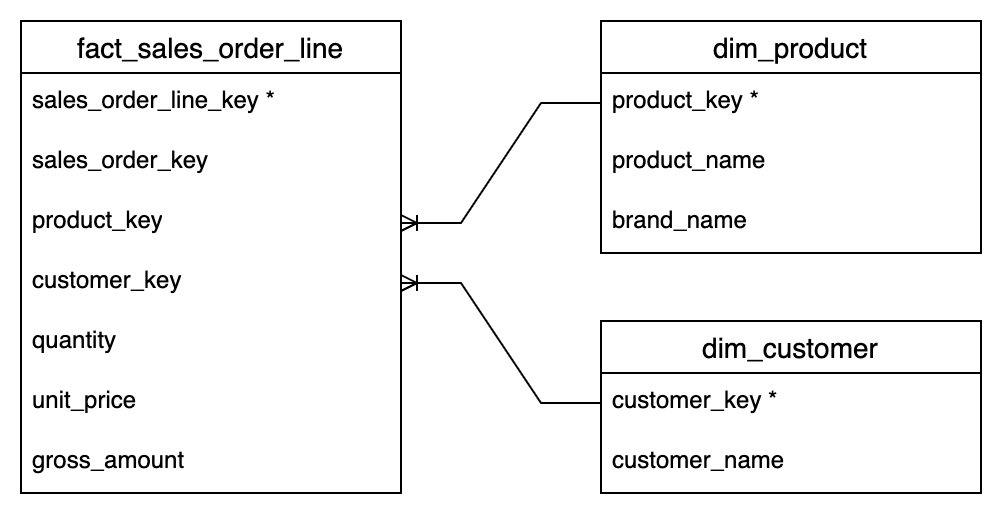 fact_sales_order_line
sales_order_line_key *
sales_order_key
product_key
customer_key
quantity
unit_price
gross_amount
dim_product
product_key *
product_name
brand_name
dim_customer
customer_key *
customer_name